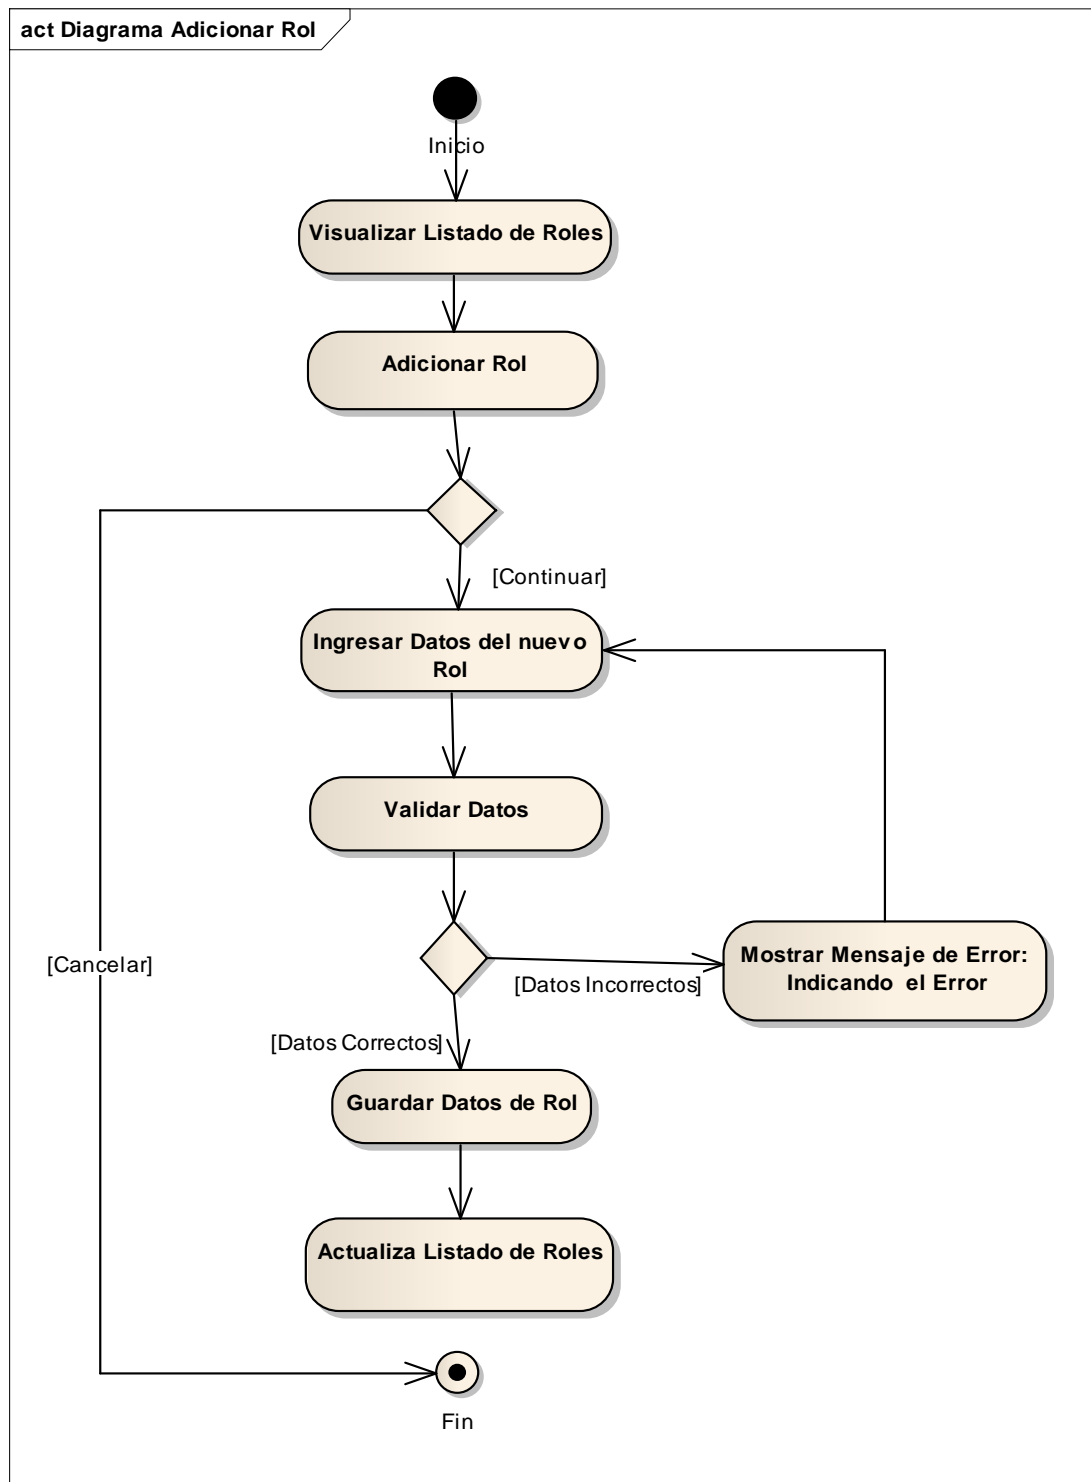 act Diagrama Adicionar Rol
Inicio
Visualizar Listado de Roles
Adicionar Rol
[Continuar]
Ingresar Datos del nuevo
Rol
Validar Datos
[Cancelar]
[Datos Incorrectos]
Mostrar Mensaje de Error:
Indicando el Error
[Datos Correctos]
Guardar Datos de Rol
Actualiza Listado de Roles
Fin